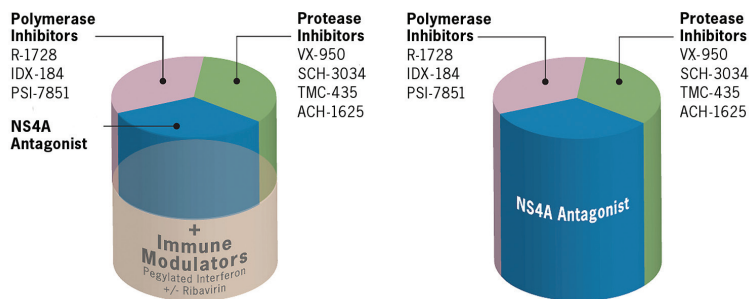 Polymerase
Inhibitors
R-1728
IDX-184
PSI-7851
NS4A
Antagonist
Protease
Inhibitors
VX-950
SCH-3034
TMC-435
ACH-1625
+
Immune
Modulators
Pegylated Interferon
+/- Ribavirin
Polymerase
Inhibitors
R-1728
IDX-184
PSI-7851
Protease
Inhibitors
VX-950
SCH-3034
TMC-435
ACH-1625
NS4A Antagonist